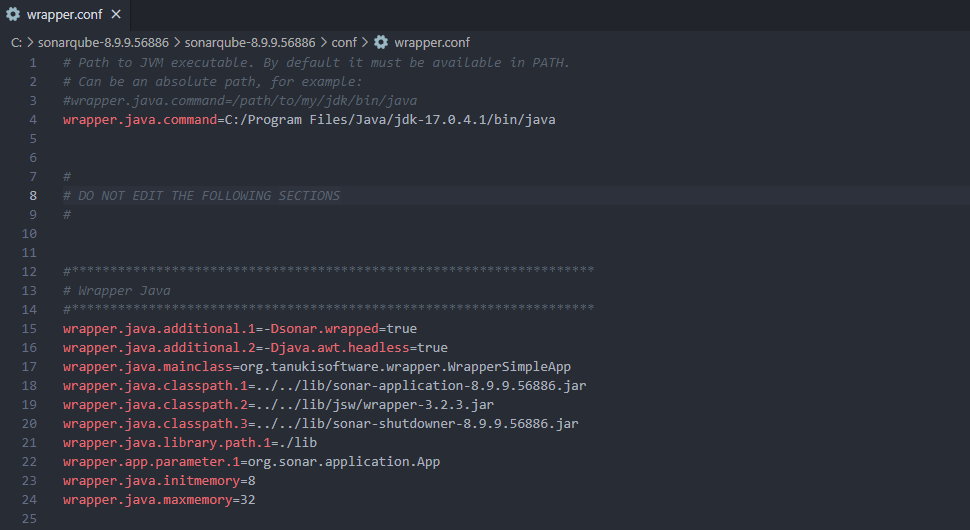 wrapper.conf
C: > sonarqube-8.9.9.56886 > sonarqube-8.9.9.56886 > conf > wrapper.conf
1 # Path to JVM executable. By default it must be available in PATH.
2 # Can be an absolute path, for example:
3 #wrapper.java.command=/path/to/my/jdk/bin/java
4 wrapper.java.command=C:/Program Files/Java/jdk-17.0.4.1/bin/java
5
6
7 #
8 # DO NOT EDIT THE FOLLOWING SECTIONS
9 #
10
11
12 #********************************************************************
13 # Wrapper Java
14 #********************************************************************
15 wrapper.java.additional.1=-Dsonar.wrapped=true
16 wrapper.java.additional.2=-Djava.awt.headless=true
17 wrapper.java.mainclass=org.tanukisoftware.wrapper.WrapperSimpleApp
18 wrapper.java.classpath.1=../../lib/sonar-application-8.9.9.56886.jar
19 wrapper.java.classpath.2=../../lib/jsw/wrapper-3.2.3.jar
20 wrapper.java.classpath.3=../../lib/sonar-shutdowner-8.9.9.56886.jar
21 wrapper.java.library.path.1=./lib
22 wrapper.app.parameter.1=org.sonar.application.App
23 wrapper.java.initmemory=8
24 wrapper.java.maxmemory=32
25